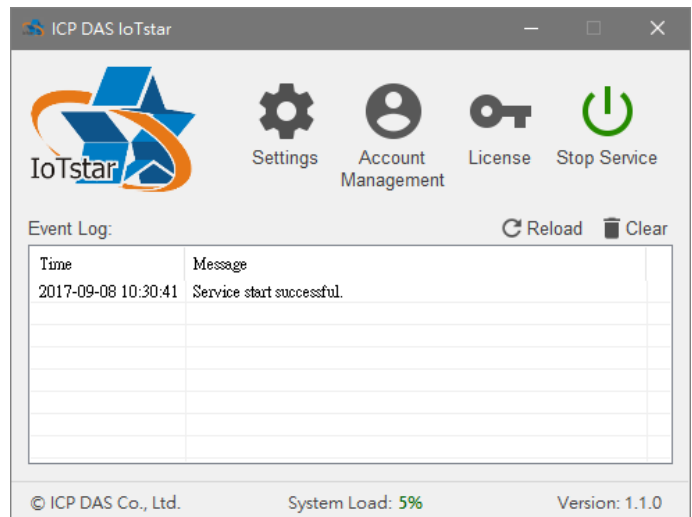 ICP DAS IoTstar
IoTstar
Settings
Account
Management
License
Stop Service
Event Log:
Reload
Clear
Time Message
2017-09-08 10:30:41 Service start successful.
© ICP DAS Co., Ltd. System Load: 5% Version: 1.1.0